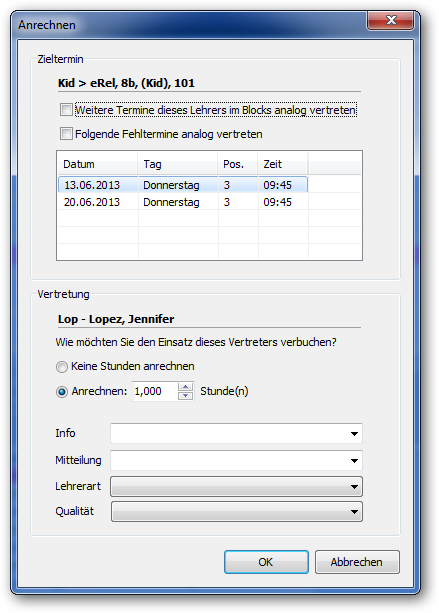 Anrechnen
Zieltermin
Kid > eRel, 8b, (Kid), 101
Weitere Termine dieses Lehrers im Blocks analog vertreten
Folgende Fehltermine analog vertreten
Datum Tag Pos. Zeit
13.06.2013 Donnerstag 3 09:45
20.06.2013 Donnerstag 3 09:45
Vertretung
Lop - Lopez, Jennifer
Wie möchten Sie den Einsatz dieses Vertreters verbuchen?
Keine Stunden anrechnen
Anrechnen: 1,000 Stunde(n)
Info
Mitteilung
Lehrerart
Qualität
OK Abbrechen